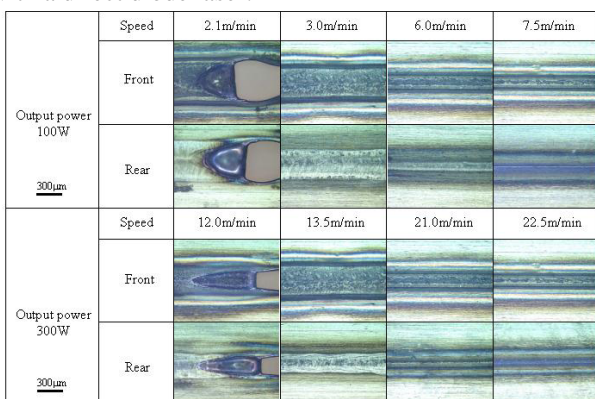 Speed 2.1m/min 3.0m/min 6.0m/min 7.5m/min
Front
Output power
100W
Rear
300μm
Speed 12.0m/min 13.5m/min 21.0m/min 22.5m/min
Front
Output power
300W
Rear
300μm